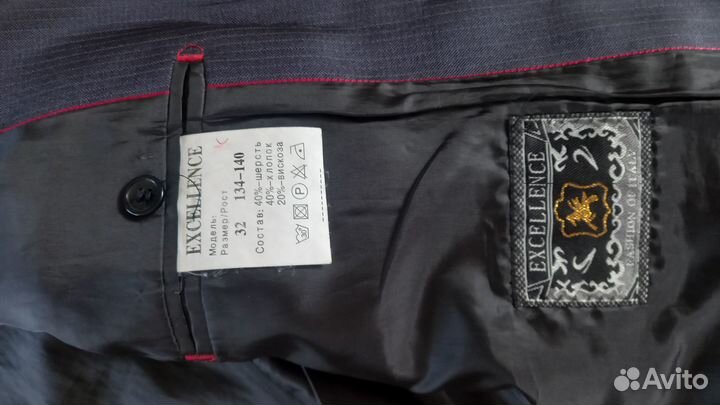 EXCELLENCE
Модель:
Размер/Рост
32 134-140
Состав: 40%-шерсть
40%-хлопок
20%-вискоза
EXCELLENCE
FASHION OF ITALY
Avito